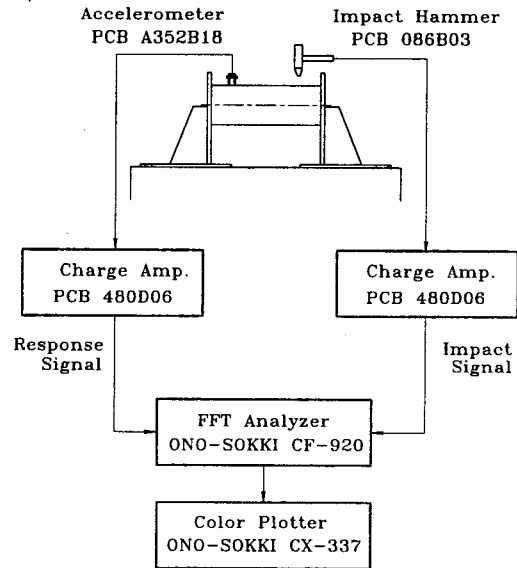 Accelerometer
PCB A352B18
Impact Hammer
PCB 086B03
Charge Amp.
PCB 480D06
Charge Amp.
PCB 480D06
Response
Signal
Impact
Signal
FFT Analyzer
ONO-SOKKI CF-920
Color Plotter
ONO-SOKKI CX-337